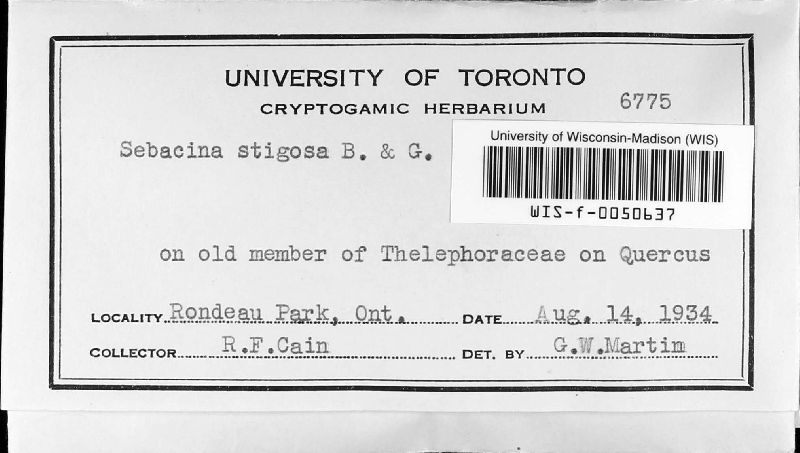 UNIVERSITY OF TORONTO
CRYPTOGAMIC HERBARIUM 6775
Sebacina stigosa B. & G.
University of Wisconsin-Madison (WIS)
WIS-f-0050637
on old member of Thelephoraceae on Quercus
LOCALITY Rondeau Park, Ont. DATE Aug. 14, 1934
COLLECTOR R.F.Cain DET. BY G.W.Martin